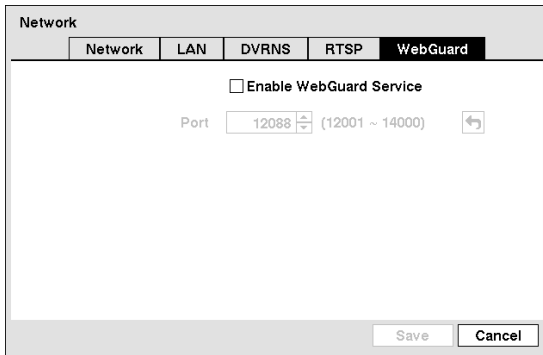 Network
Network LAN DVRNS RTSP WebGuard
Enable WebGuard Service
Port 12088 (12001 ~ 14000)
Save Cancel